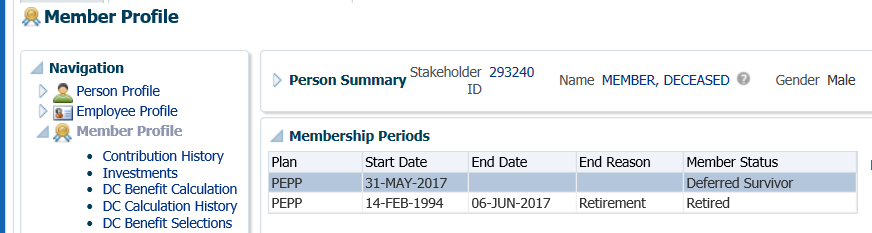 Member Profile
Navigation
Person Profile
Employee Profile
Member Profile
Contribution History
Investments
DC Benefit Calculation
DC Calculation History
DC Benefit Selections
Person Summary Stakeholder ID 293240 Name MEMBER, DECEASED Gender Male
Membership Periods
Plan Start Date End Date End Reason Member Status
PEPP 31-MAY-2017 Deferred Survivor
PEPP 14-FEB-1994 06-JUN-2017 Retirement Retired